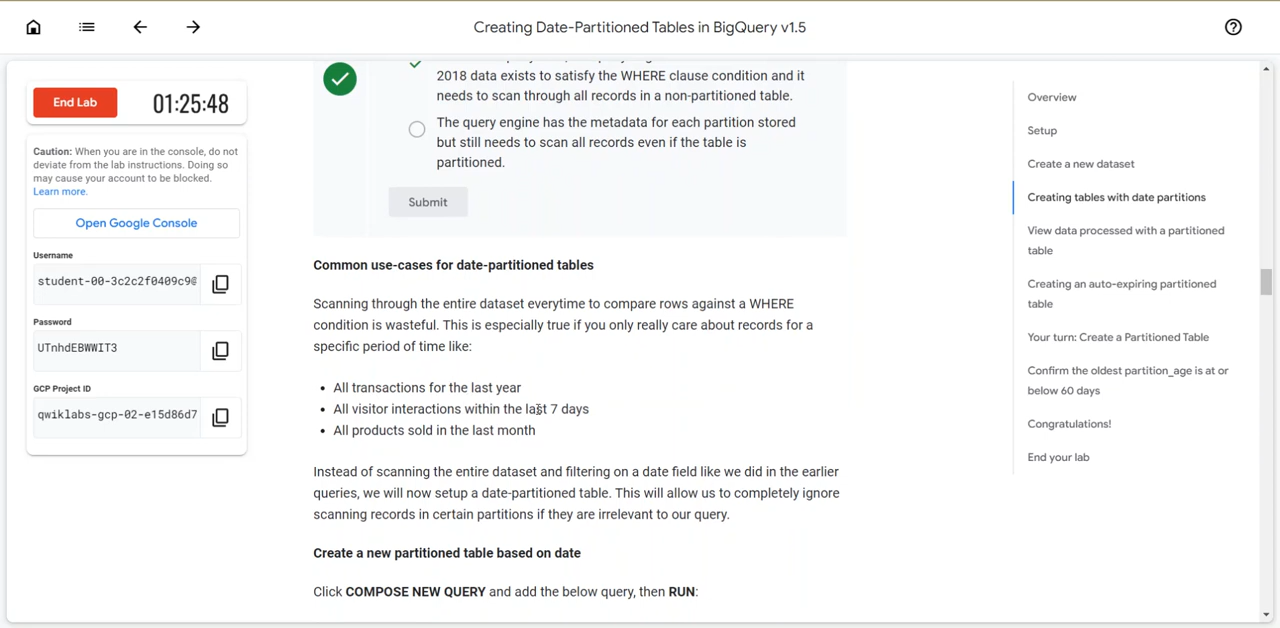 Creating Date-Partitioned Tables in BigQuery v1.5
End Lab
01:25:48
Caution: When you are in the console, do not
deviate from the lab instructions. Doing so
may cause your account to be blocked.
Learn more.
Open Google Console
Username
student-00-3c2c2f0409c9@
Password
UTnhdEBWWIT3
GCP Project ID
qwiklabs-gcp-02-e15d86d7
2018 data exists to satisfy the WHERE clause condition and it
needs to scan through all records in a non-partitioned table.
The query engine has the metadata for each partition stored
but still needs to scan all records even if the table is
partitioned.
Submit
Common use-cases for date-partitioned tables
Scanning through the entire dataset everytime to compare rows against a WHERE
condition is wasteful. This is especially true if you only really care about records for a
specific period of time like:
• All transactions for the last year
• All visitor interactions within the last 7 days
• All products sold in the last month
Instead of scanning the entire dataset and filtering on a date field like we did in the earlier
queries, we will now setup a date-partitioned table. This will allow us to completely ignore
scanning records in certain partitions if they are irrelevant to our query.
Create a new partitioned table based on date
Click COMPOSE NEW QUERY and add the below query, then RUN:
Overview
Setup
Create a new dataset
Creating tables with date partitions
View data processed with a partitioned
table
Creating an auto-expiring partitioned
table
Your turn: Create a Partitioned Table
Confirm the oldest partition_age is at or
below 60 days
Congratulations!
End your lab